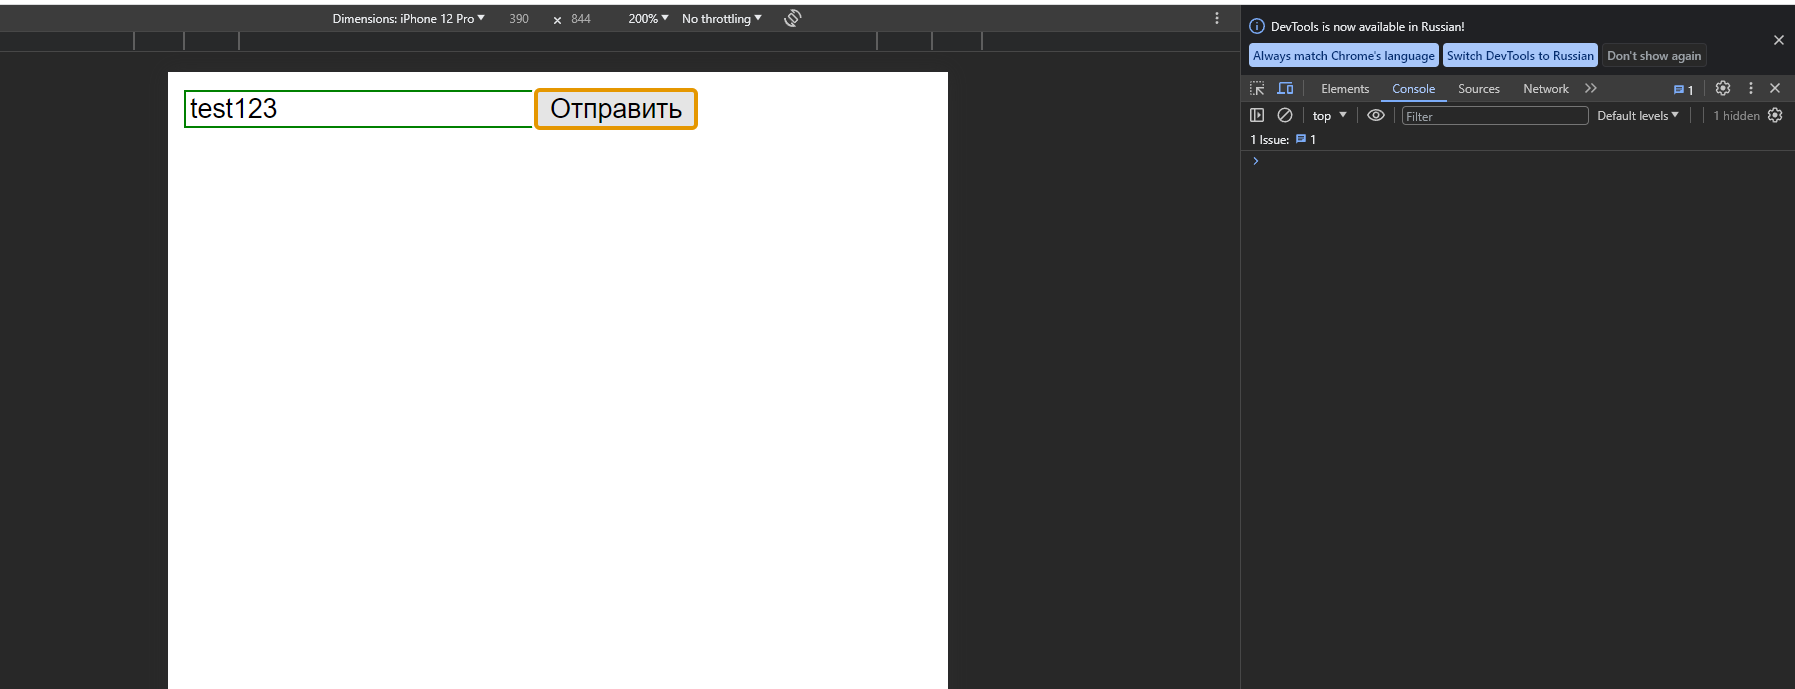 Dimensions: iPhone 12 Pro 390 × 844 200% No throttling
test123 Отправить
DevTools is now available in Russian!
Always match Chrome's language Switch DevTools to Russian Don't show again
Elements Console Sources Network 1
top Filter Default levels 1 hidden
1 Issue: 1